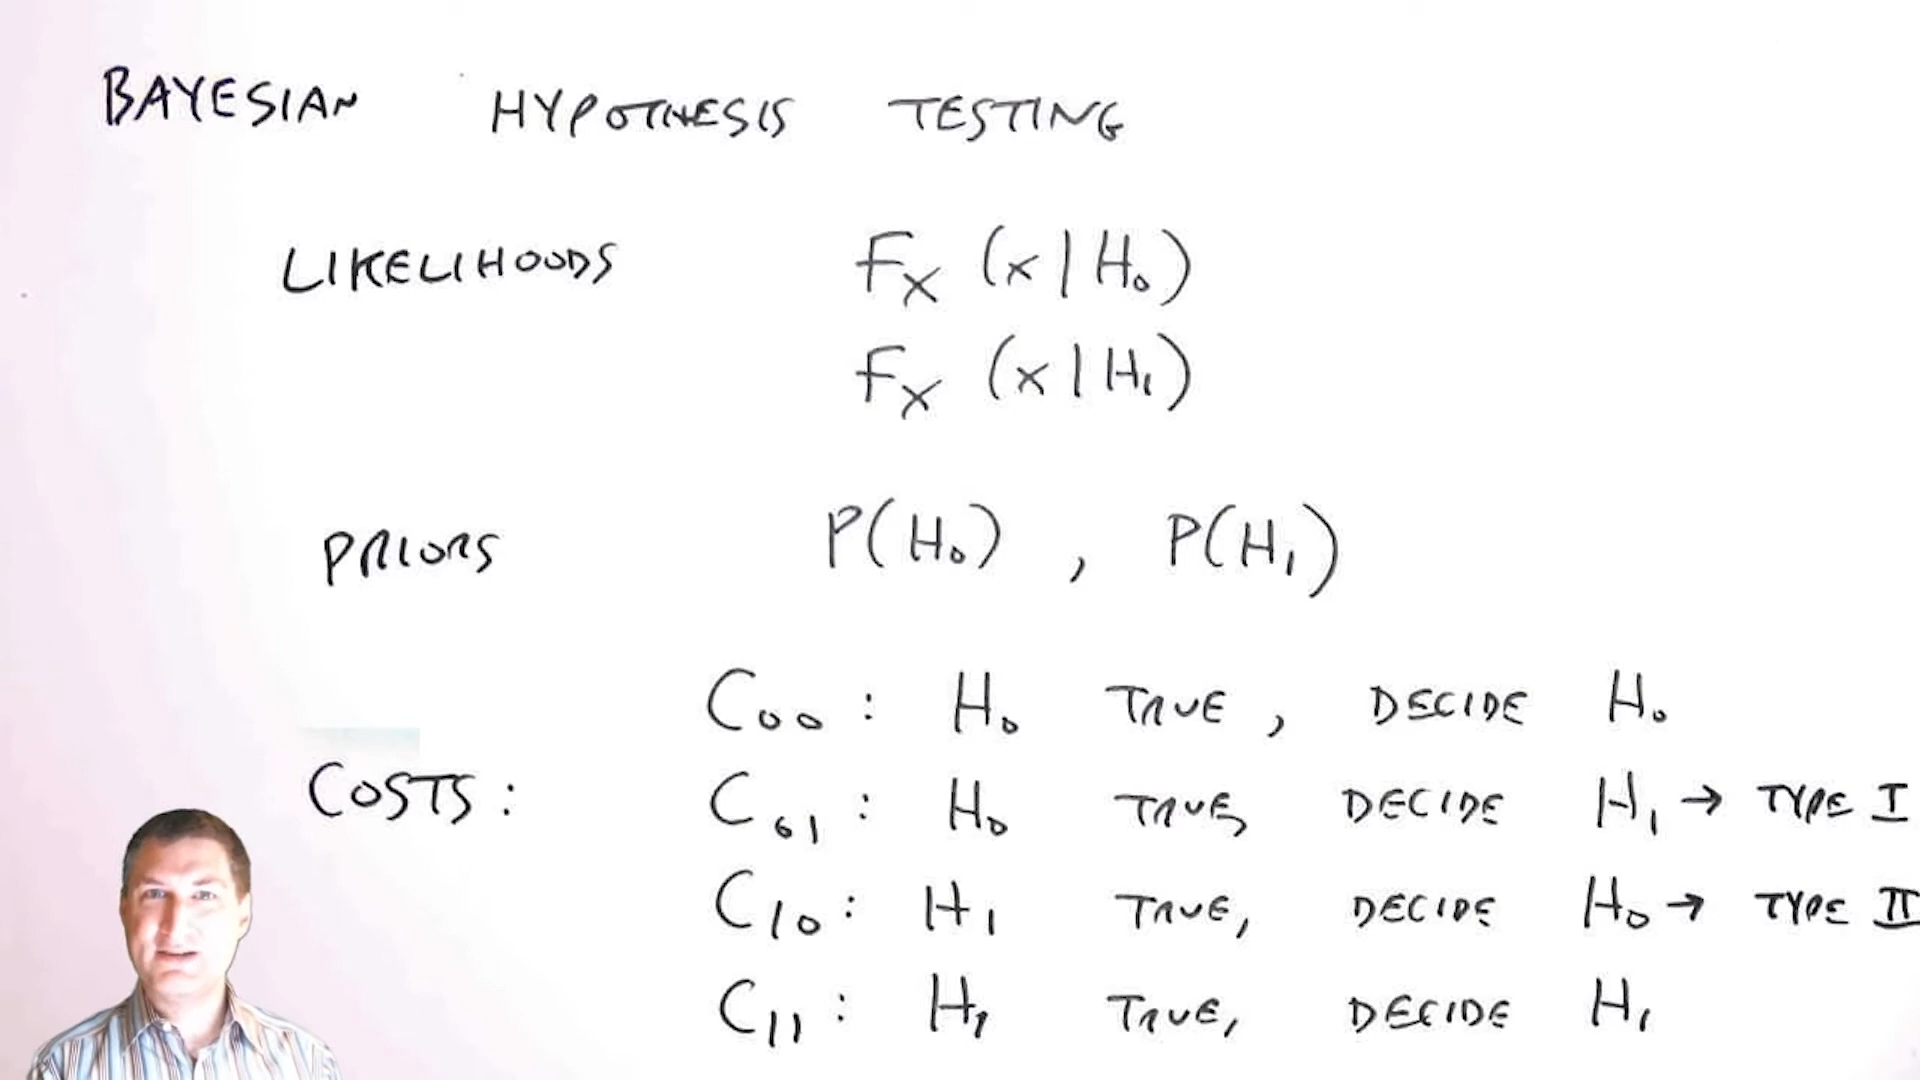 BAYESIAN HYPOTHESIS TESTING
LIKELIHOODS Fx (x | H₀)
Fx (x | H₁)
PRIORS P(H₀) , P(H₁)
C₀₀ : H₀ TRUE , DECIDE H₀
COSTS : C₀₁ : H₀ TRUE, DECIDE H₁ → TYPE I
C₁₀ : H₁ TRUE, DECIDE H₀ → TYPE II
C₁₁ : H₁ TRUE, DECIDE H₁